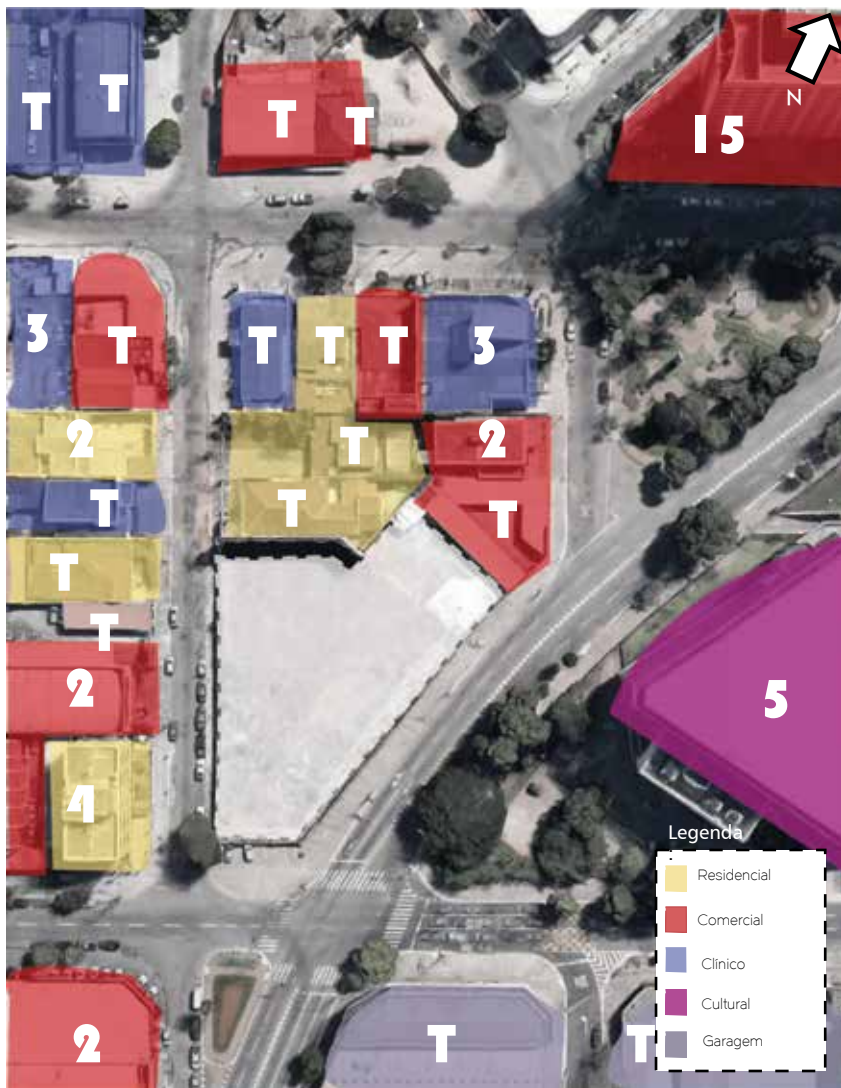 T T T T 15
N
3 T T T T 3
2 T 2
T T T
T
T
2
5
4
Legenda
:
Residencial
Comercial
Clínico
Cultural
Garagem
2 T T